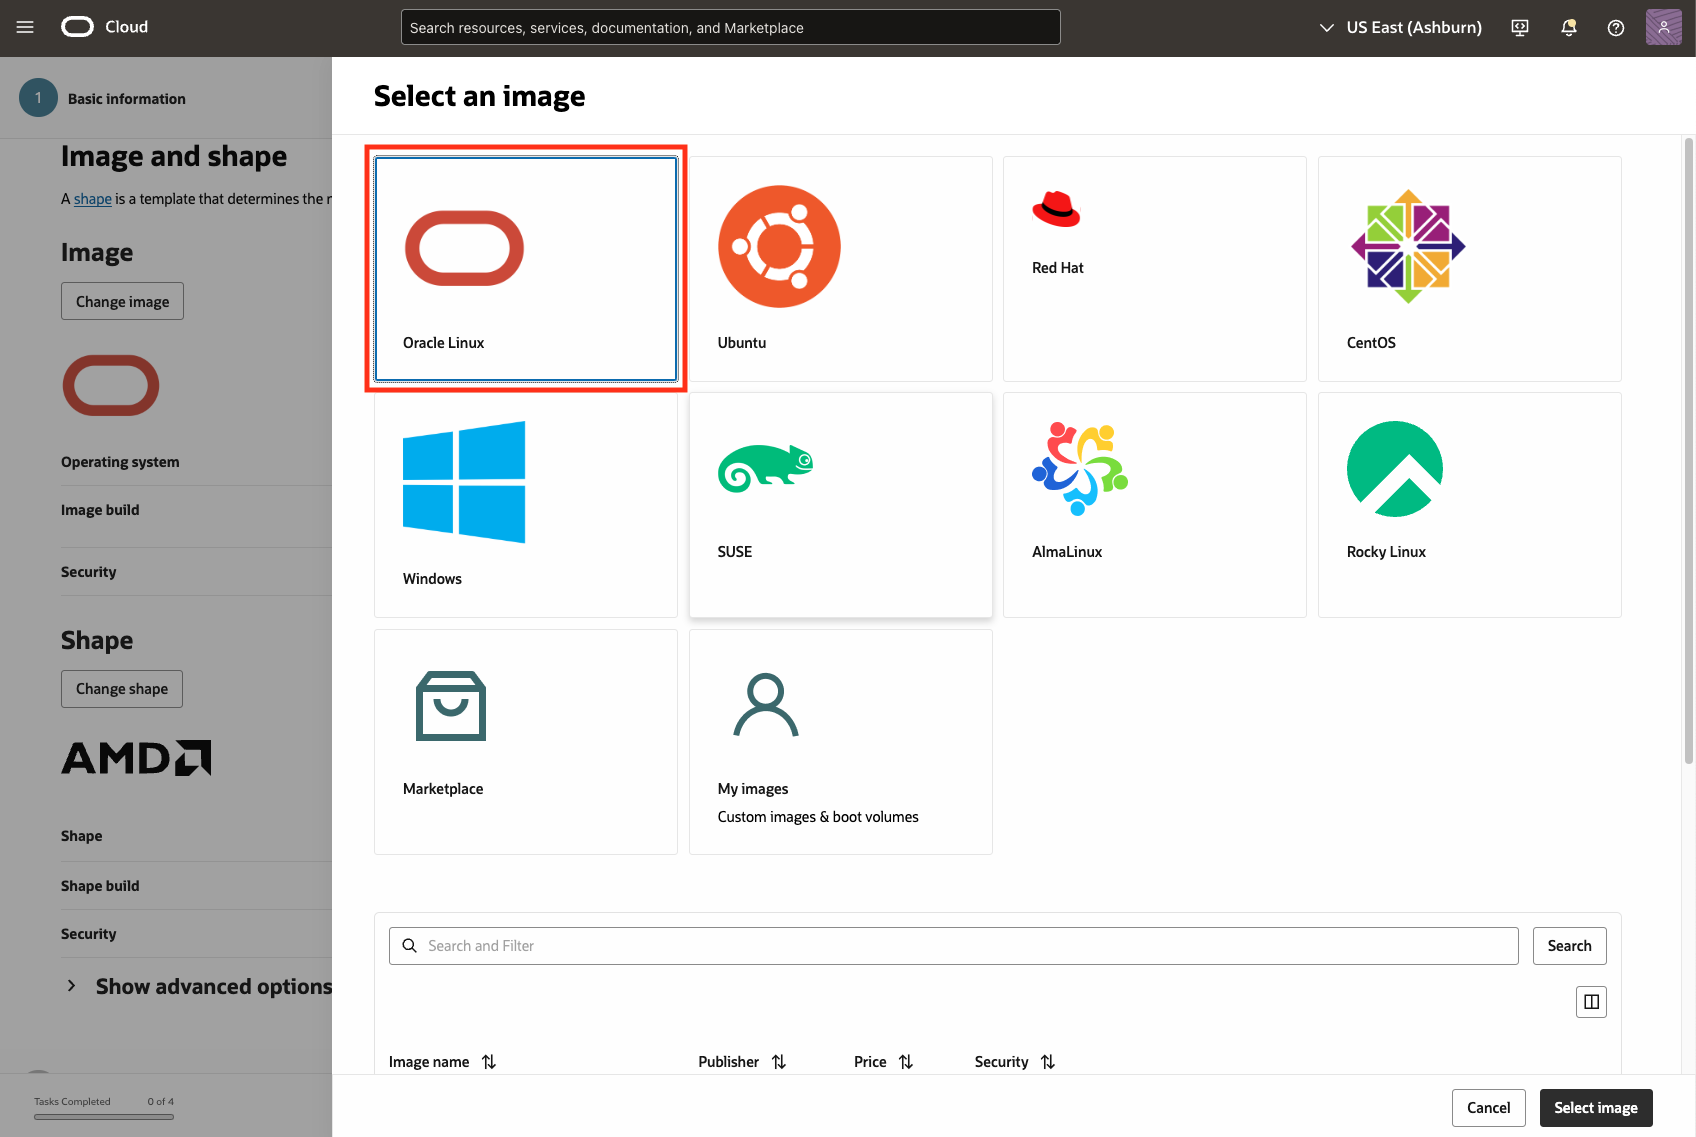 Cloud
Search resources, services, documentation, and Marketplace
US East (Ashburn)
1
Basic information
Image and shape
A shape is a template that determines the
Image
Change image
Operating system
Image build
Security
Shape
Change shape
AMD
Shape
Shape build
Security
Show advanced options
Tasks Completed 0 of 4
Select an image
Oracle Linux
Ubuntu
Red Hat
CentOS
Windows
SUSE
AlmaLinux
Rocky Linux
Marketplace
My images
Custom images & boot volumes
Search and Filter
Search
Image name Publisher Price Security
Cancel
Select image